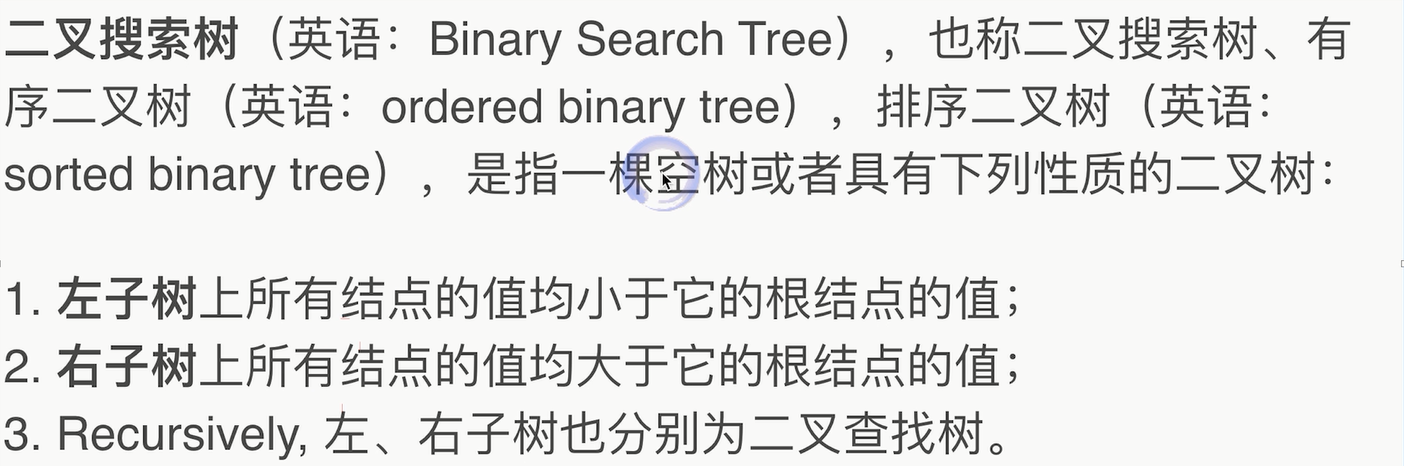 二叉搜索树（英语：Binary Search Tree），也称二叉搜索树、有
序二叉树（英语：ordered binary tree），排序二叉树（英语：
sorted binary tree），是指一棵空树或者具有下列性质的二叉树：
1. 左子树上所有结点的值均小于它的根结点的值；
2. 右子树上所有结点的值均大于它的根结点的值；
3. Recursively, 左、右子树也分别为二叉查找树。